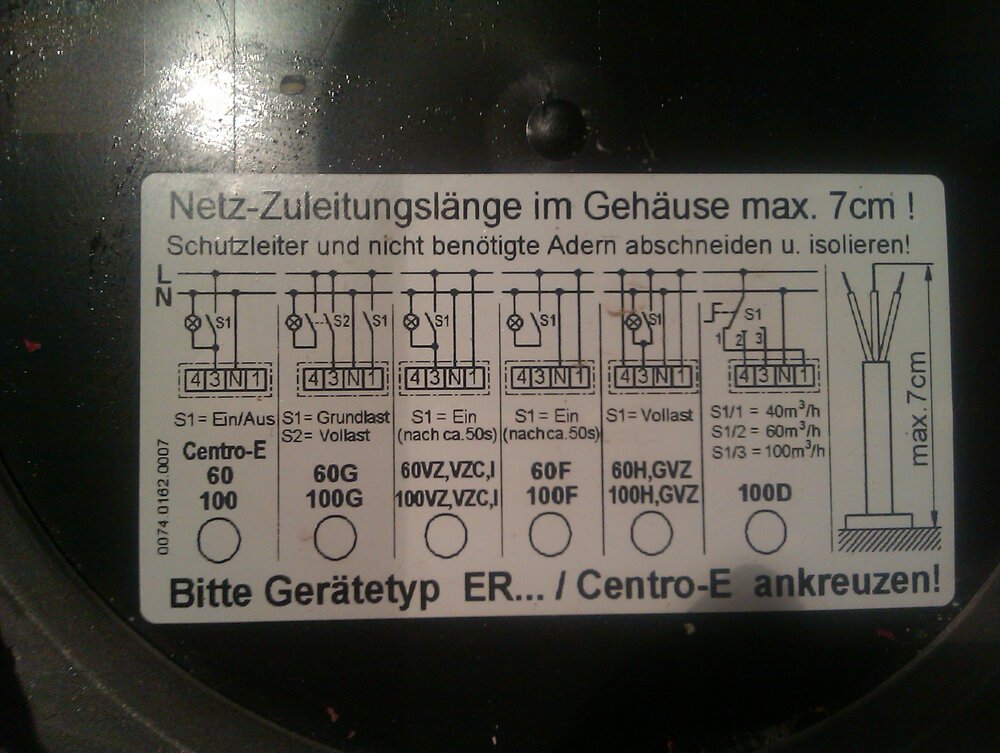 Netz-Zuleitungslänge im Gehäuse max. 7cm !
Schutzleiter und nicht benötigte Adern abschneiden u. isolieren!
L
N
S1
S2
S1
S1
S1
S1
S1
1 2 3
4 3 N 1
4 3 N 1
4 3 N 1
4 3 N 1
4 3 N 1
4 3 N 1
S1= Ein/Aus
S1= Grundlast
S2= Vollast
S1 = Ein
(nach ca.50s)
S1 = Ein
(nach ca.50s)
S1= Vollast
S1/1 = 40m³/h
S1/2 = 60m³/h
S1/3 = 100m³/h
Centro-E
60
100
60G
100G
60VZ,VZC,I
100VZ,VZC,I
60F
100F
60H,GVZ
100H,GVZ
100D
max. 7cm
0074.0162.0007
Bitte Gerätetyp ER... / Centro-E ankreuzen!